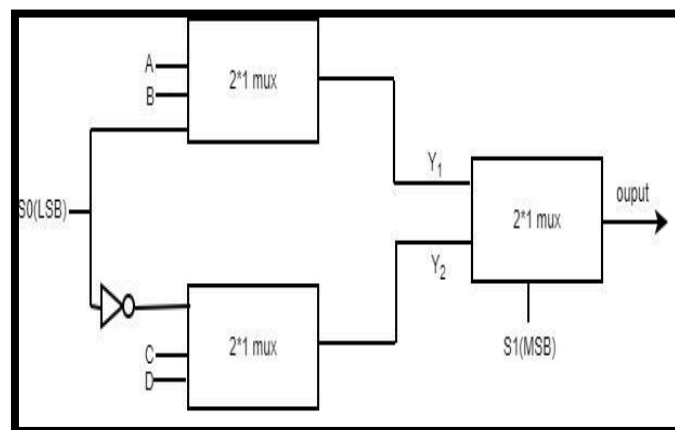 A
B
2*1 mux
S0(LSB)
Y1
Y2
2*1 mux
ouput
S1(MSB)
C
D
2*1 mux